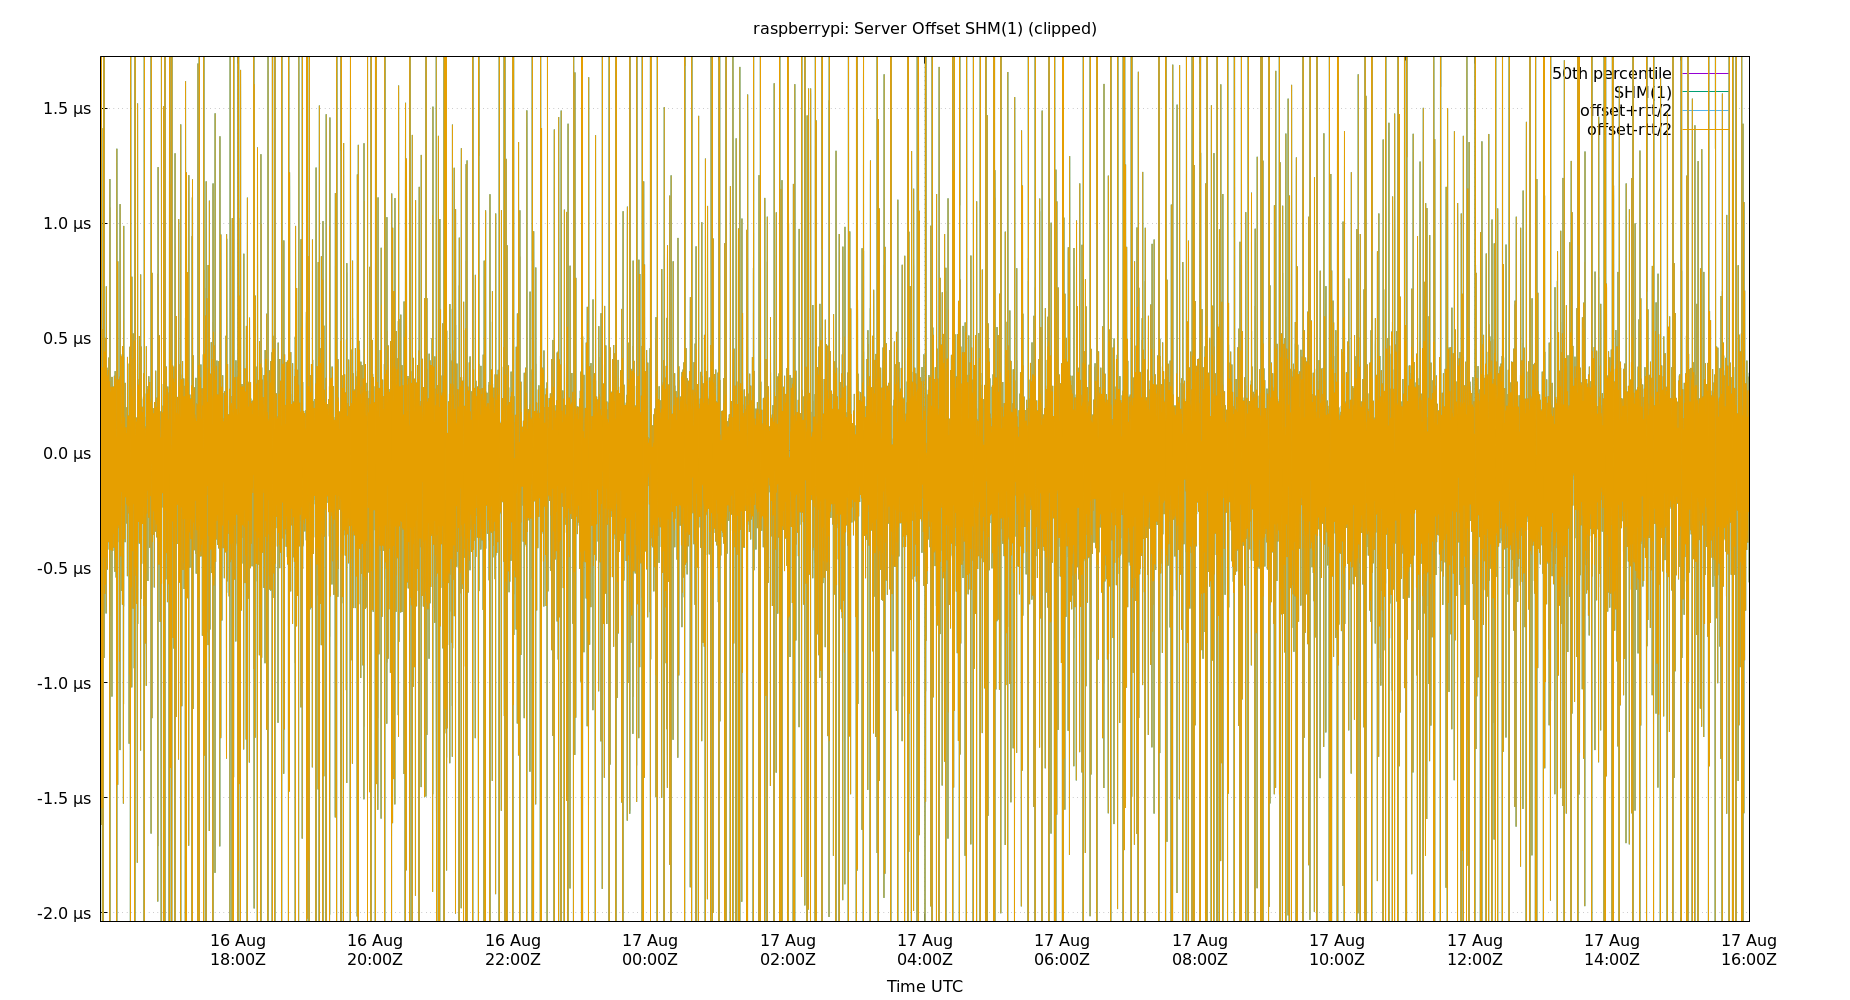 raspberrypi: Server Offset SHM(1) (clipped)
50th percentile
SHM(1)
offset+rtt/2
offset-rtt/2
1.5 µs
1.0 µs
0.5 µs
0.0 µs
-0.5 µs
-1.0 µs
-1.5 µs
-2.0 µs
16 Aug 16 Aug 16 Aug 17 Aug 17 Aug 17 Aug 17 Aug 17 Aug 17 Aug 17 Aug 17 Aug 17 Aug
18:00Z 20:00Z 22:00Z 00:00Z 02:00Z 04:00Z 06:00Z 08:00Z 10:00Z 12:00Z 14:00Z 16:00Z
Time UTC